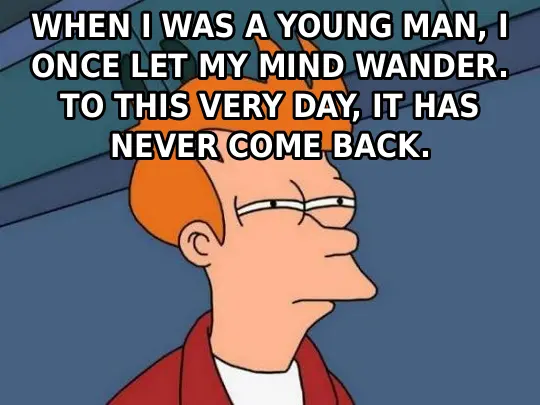 WHEN I WAS A YOUNG MAN, I
ONCE LET MY MIND WANDER.
TO THIS VERY DAY, IT HAS
NEVER COME BACK.